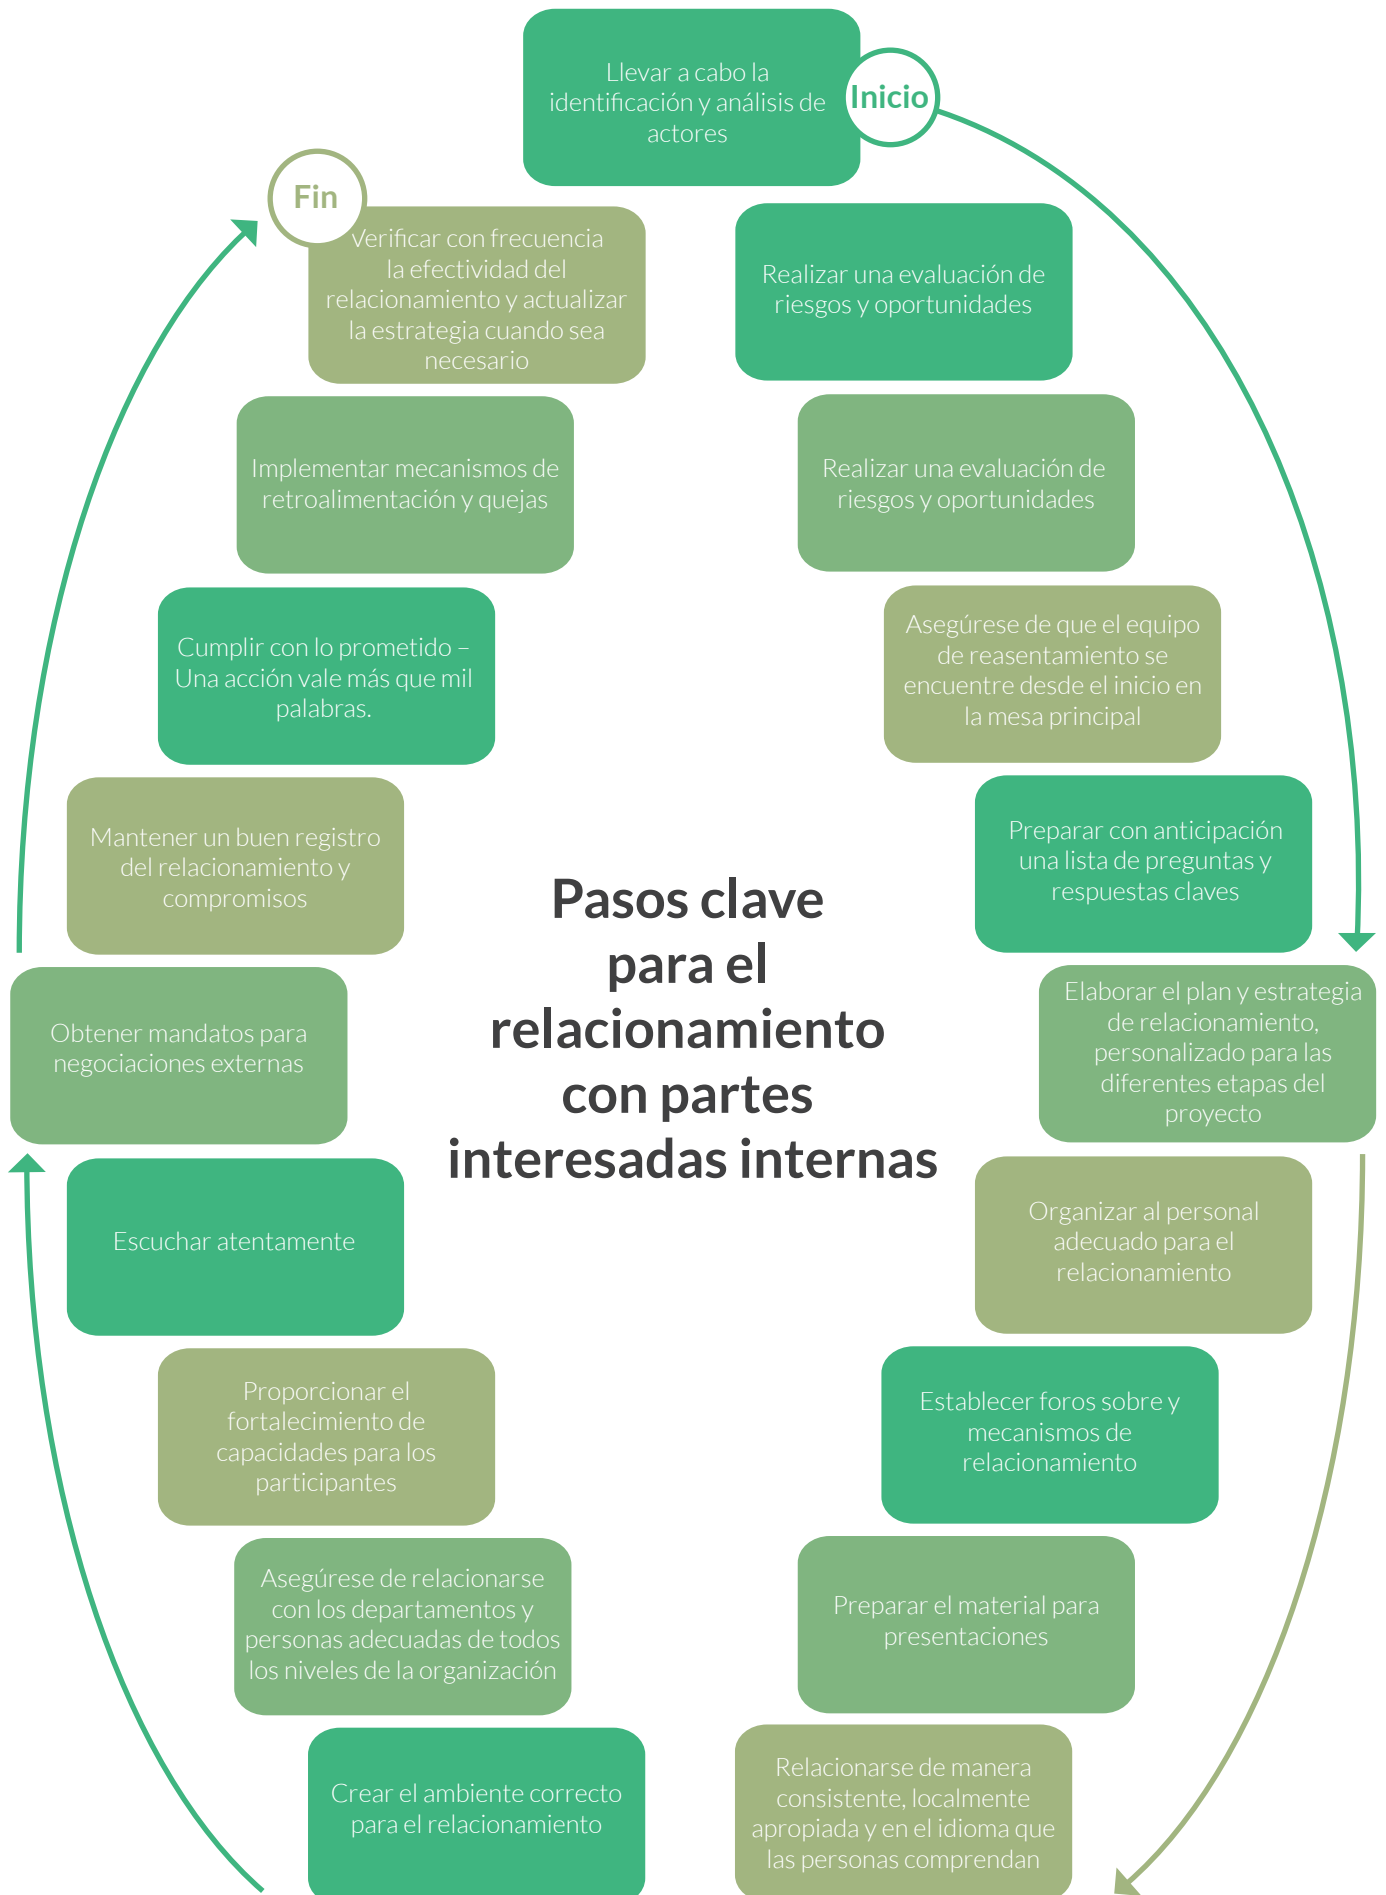 Llevar a cabo la
identificación y análisis de
actores
Inicio
Realizar una evaluación de
riesgos y oportunidades
Realizar una evaluación de
riesgos y oportunidades
Asegúrese de que el equipo
de reasentamiento se
encuentre desde el inicio en
la mesa principal
Preparar con anticipación
una lista de preguntas y
respuestas claves
Elaborar el plan y estrategia
de relacionamiento,
personalizado para las
diferentes etapas del
proyecto
Organizar al personal
adecuado para el
relacionamiento
Establecer foros sobre y
mecanismos de
relacionamiento
Preparar el material para
presentaciones
Relacionarse de manera
consistente, localmente
apropiada y en el idioma que
las personas comprendan
Crear el ambiente correcto
para el relacionamiento
Asegúrese de relacionarse
con los departamentos y
personas adecuadas de todos
los niveles de la organización
Proporcionar el
fortalecimiento de
capacidades para los
participantes
Escuchar atentamente
Obtener mandatos para
negociaciones externas
Mantener un buen registro
del relacionamiento y
compromisos
Cumplir con lo prometido –
Una acción vale más que mil
palabras.
Implementar mecanismos de
retroalimentación y quejas
Verificar con frecuencia
la efectividad del
relacionamiento y actualizar
la estrategia cuando sea
necesario
Fin
Pasos clave
para el
relacionamiento
con partes
interesadas internas